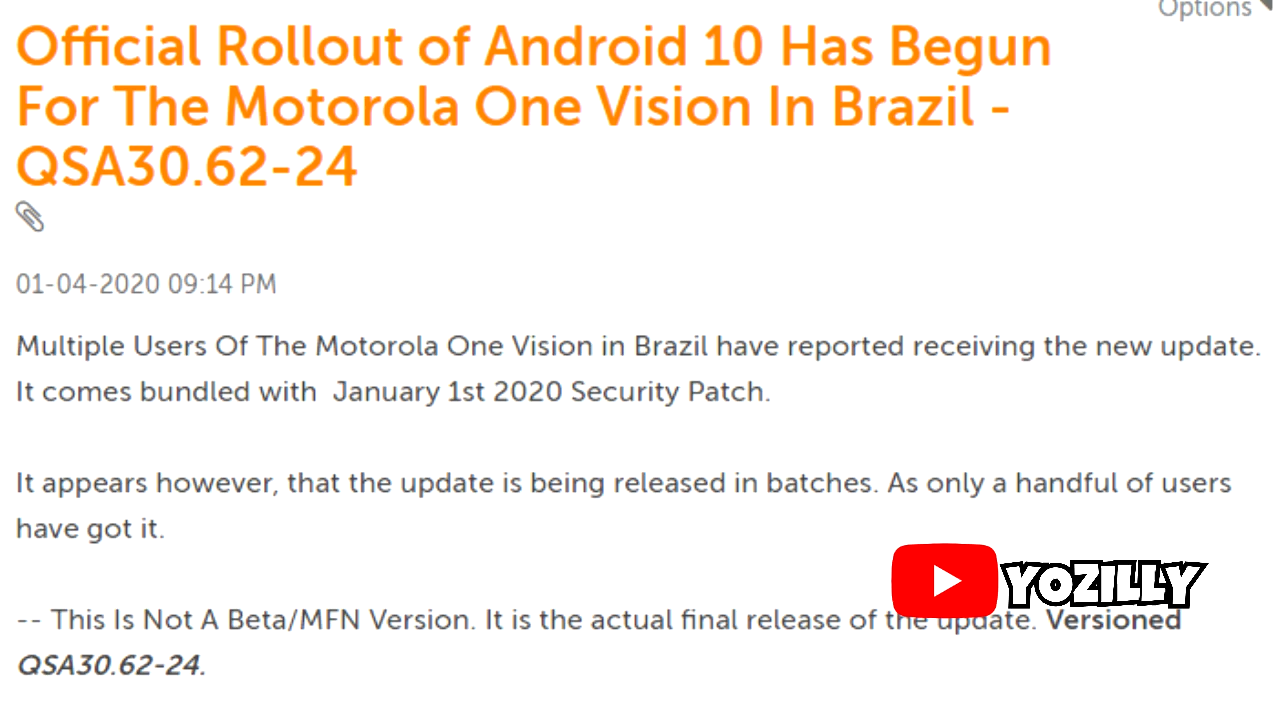 Options
Official Rollout of Android 10 Has Begun
For The Motorola One Vision In Brazil -
QSA30.62-24
01-04-2020 09:14 PM
Multiple Users Of The Motorola One Vision in Brazil have reported receiving the new update.
It comes bundled with  January 1st 2020 Security Patch.
It appears however, that the update is being released in batches. As only a handful of users
have got it.
YOZILLY
-- This Is Not A Beta/MFN Version. It is the actual final release of the update. Versioned
QSA30.62-24.